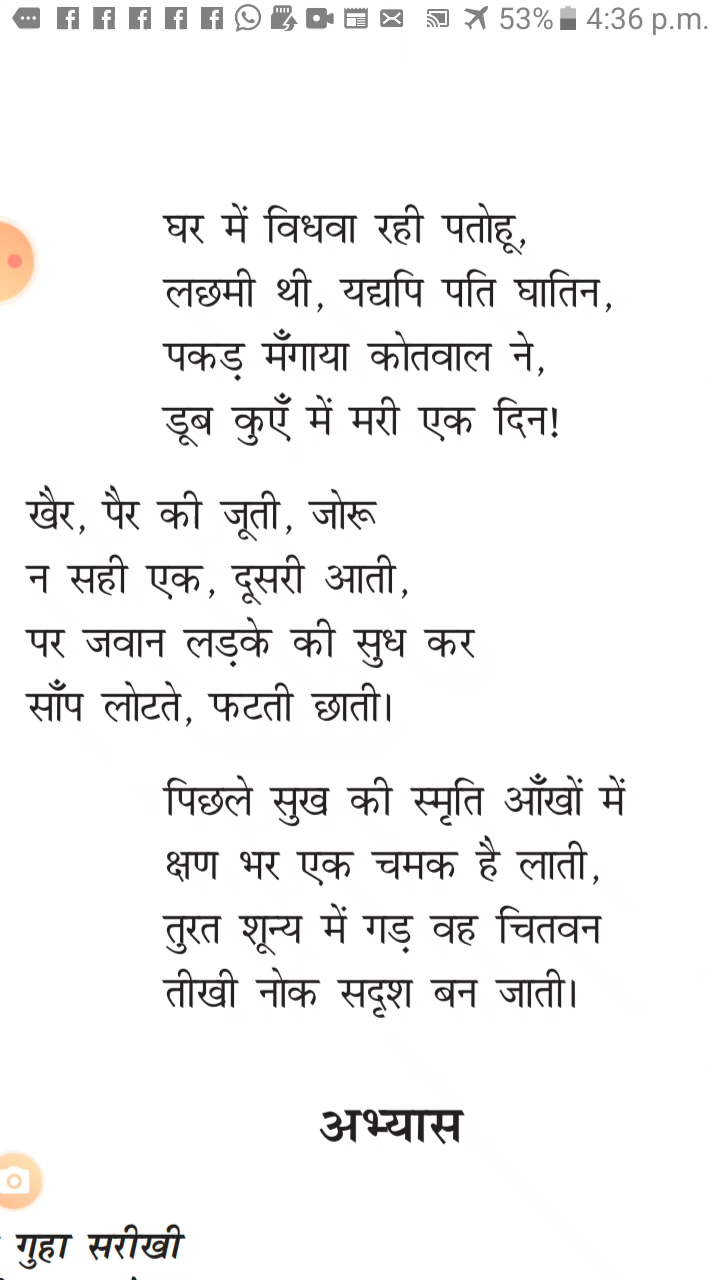 53% 4:36 p.m.
घर में विधवा रही पतोहू,
लछमी थी, यद्यपि पति घातिन,
पकड़ मँगाया कोतवाल ने,
डूब कुएँ में मरी एक दिन!
खैर, पैर की जूती, जोरू
न सही एक, दूसरी आती,
पर जवान लड़के की सुध कर
साँप लोटते, फटती छाती।
पिछले सुख की स्मृति आँखों में
क्षण भर एक चमक है लाती,
तुरत शून्य में गड़ वह चितवन
तीखी नोक सदृश बन जाती।
अभ्यास
गुहा सरीखी